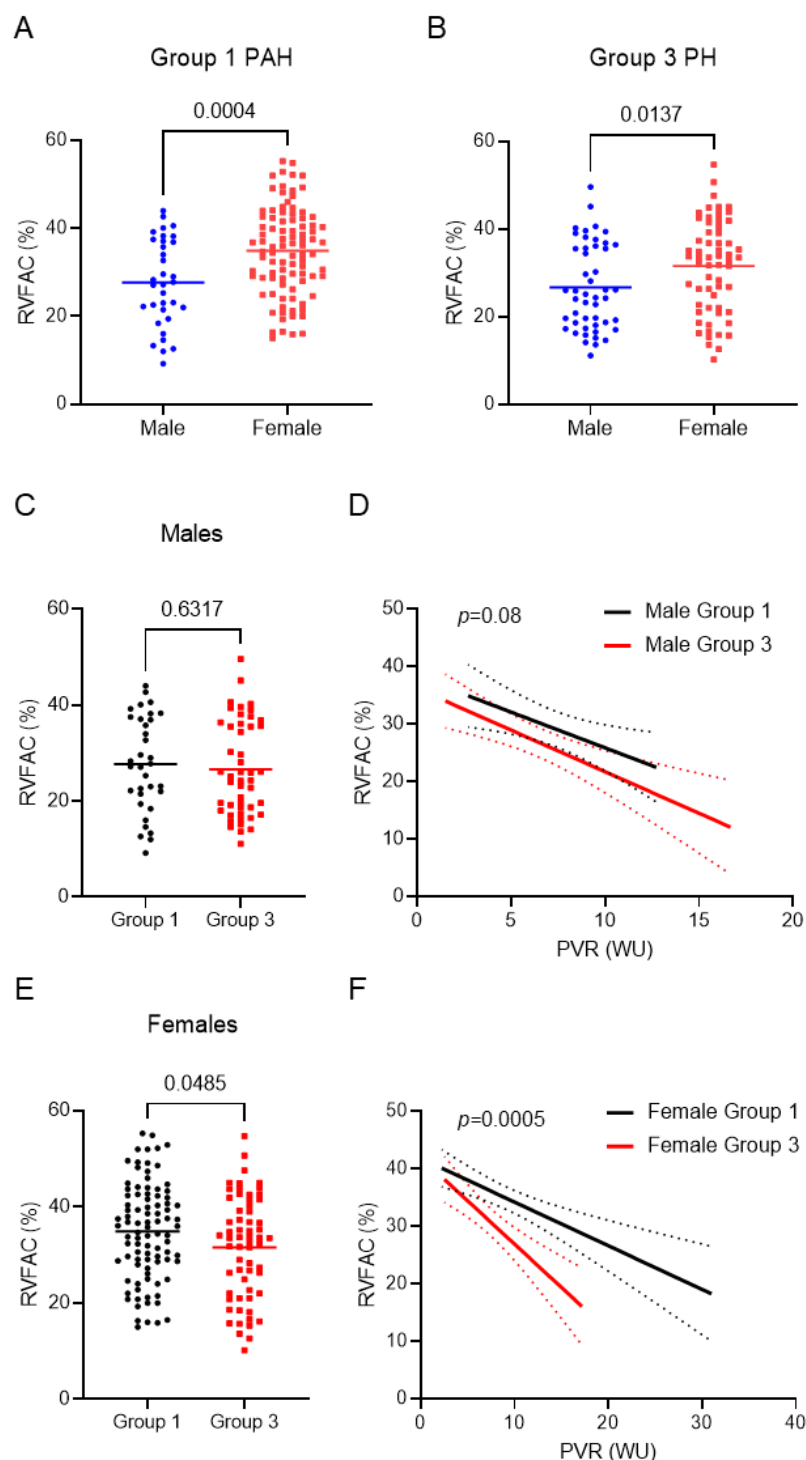 A
B
Group 1 PAH
Group 3 PH
0.0004
0.0137
60
40
20
0
RVFAC (%)
Male
Female
60
40
20
0
RVFAC (%)
Male
Female
C
D
Males
0.6317
60
40
20
0
RVFAC (%)
Group 1
Group 3
p=0.08
Male Group 1
Male Group 3
50
40
30
20
10
0
RVFAC (%)
0
5
10
15
20
PVR (WU)
E
F
Females
0.0485
60
40
20
0
RVFAC (%)
Group 1
Group 3
p=0.0005
Female Group 1
Female Group 3
50
40
30
20
10
0
RVFAC (%)
0
10
20
30
40
PVR (WU)